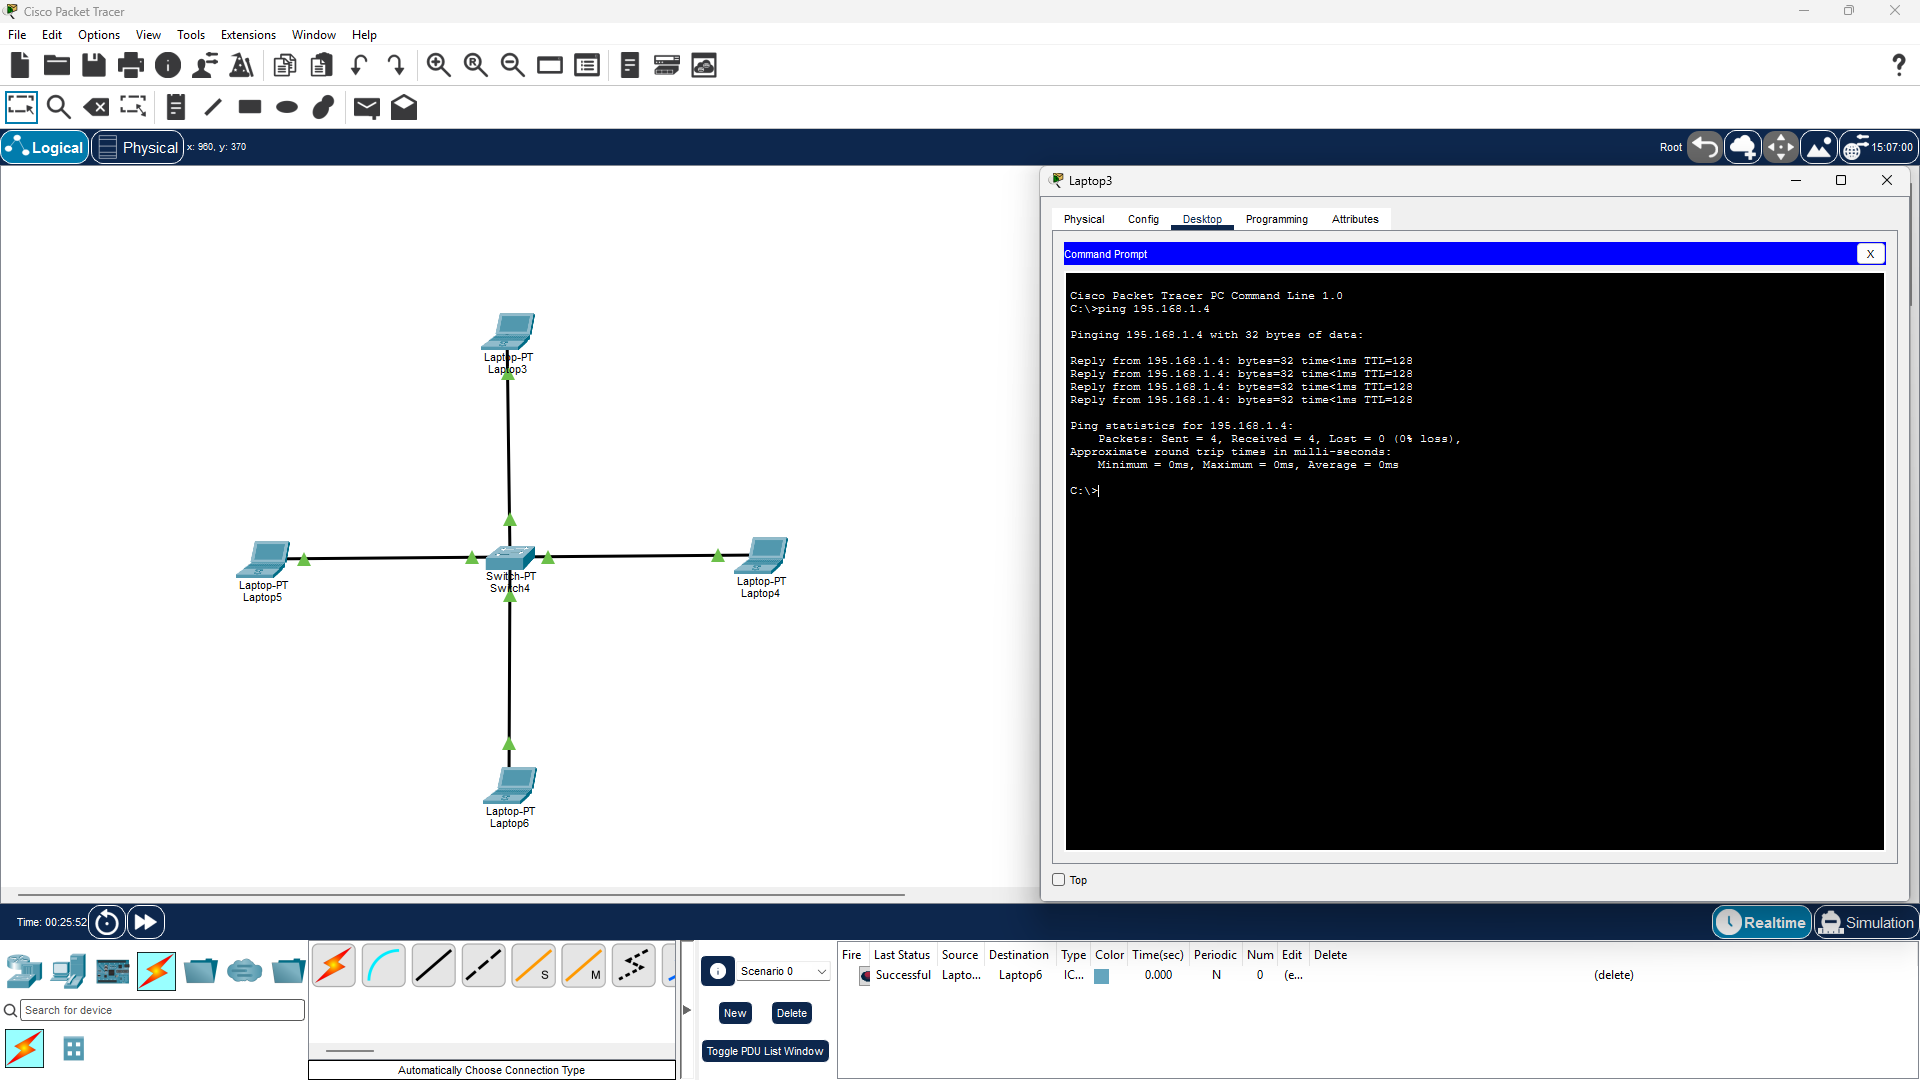 Cisco Packet Tracer
File Edit Options View Tools Extensions Window Help
Logical Physical x: 960, y: 370 Root 15:07:00
Laptop3
Physical Config Desktop Programming Attributes
Command Prompt X
Cisco Packet Tracer PC Command Line 1.0
C:\>ping 195.168.1.4
Pinging 195.168.1.4 with 32 bytes of data:
Reply from 195.168.1.4: bytes=32 time<1ms TTL=128
Reply from 195.168.1.4: bytes=32 time<1ms TTL=128
Reply from 195.168.1.4: bytes=32 time<1ms TTL=128
Reply from 195.168.1.4: bytes=32 time<1ms TTL=128
Ping statistics for 195.168.1.4:
Packets: Sent = 4, Received = 4, Lost = 0 (0% loss),
Approximate round trip times in milli-seconds:
Minimum = 0ms, Maximum = 0ms, Average = 0ms
C:\>
Top
Laptop-PT
Laptop3
Laptop-PT
Laptop5
Switch-PT
Switch4
Laptop-PT
Laptop4
Laptop-PT
Laptop6
Time: 00:25:52 Realtime Simulation
Search for device
S M
Automatically Choose Connection Type
Scenario 0
New Delete
Toggle PDU List Window
Fire Last Status Source Destination Type Color Time(sec) Periodic Num Edit Delete
Successful Lapto... Laptop6 IC... 0.000 N 0 (e... (delete)